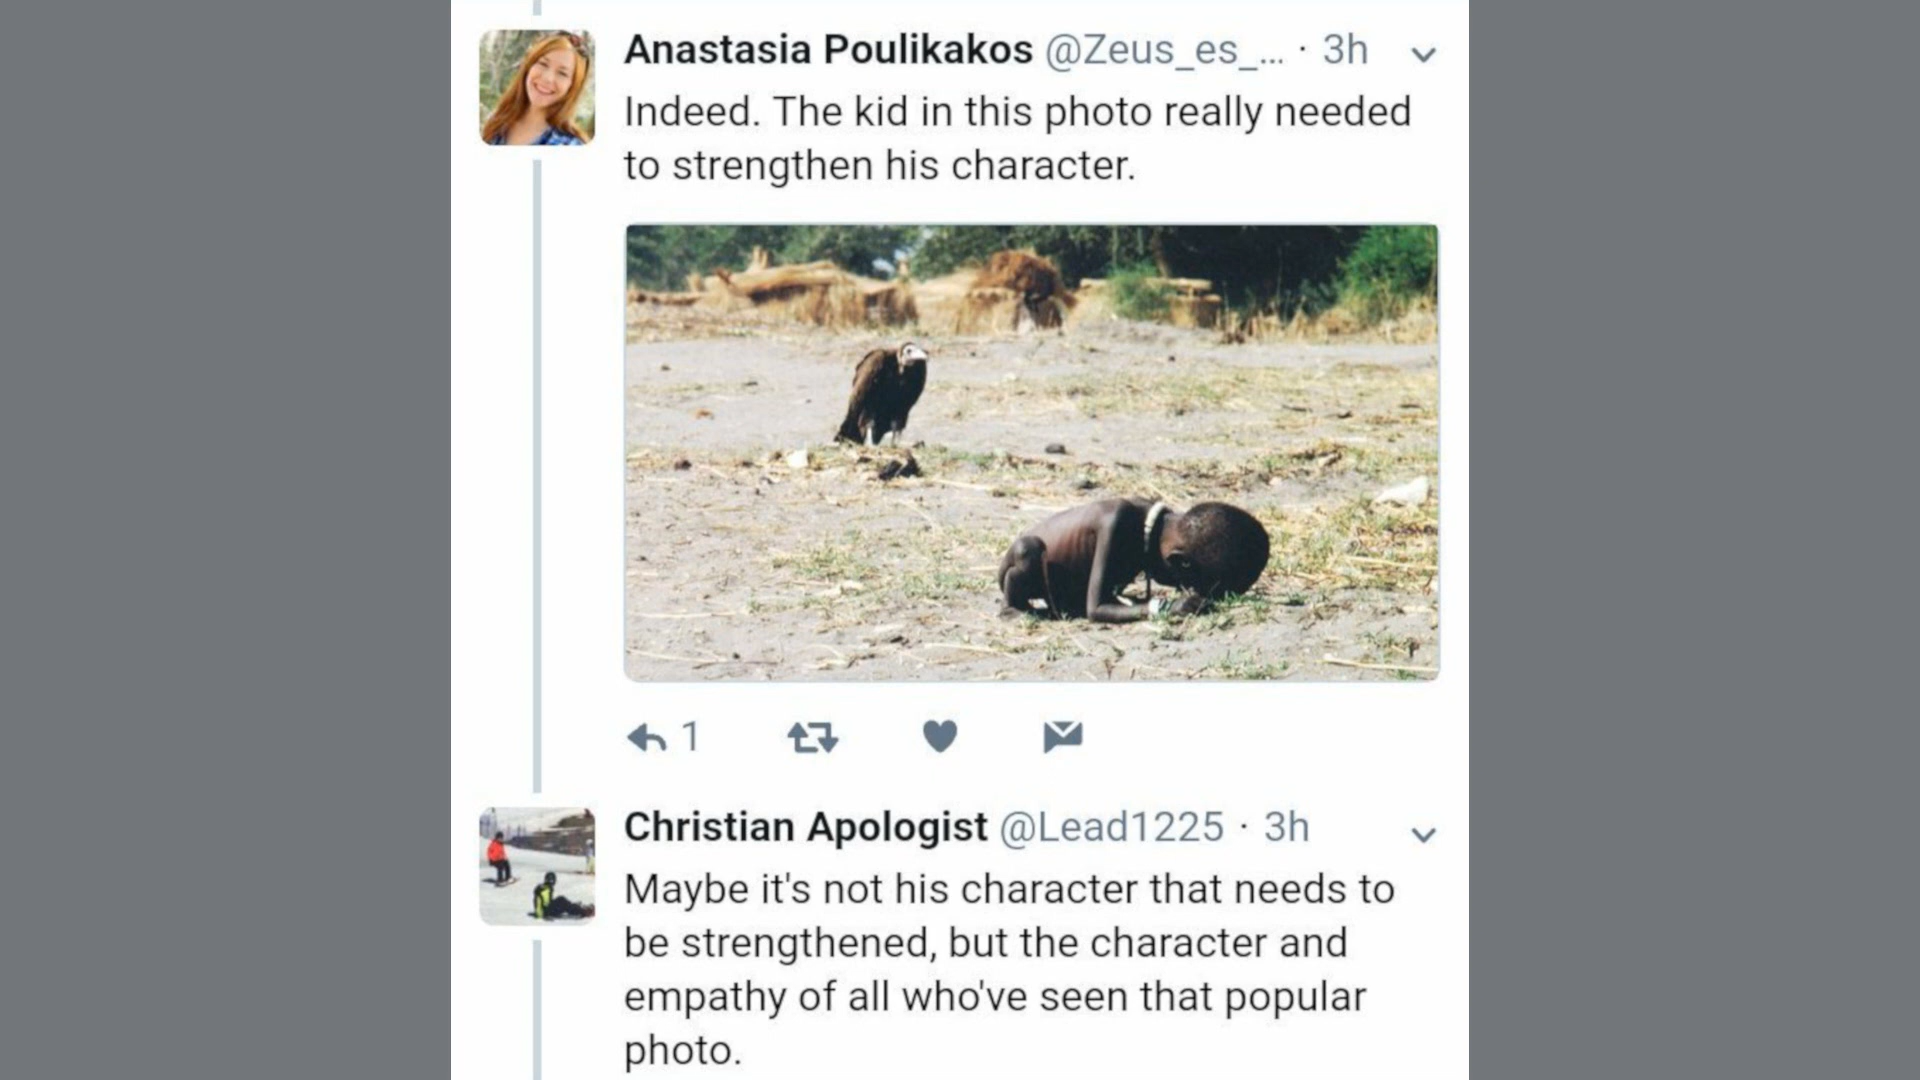 Anastasia Poulikakos @Zeus_es_... · 3h
Indeed. The kid in this photo really needed
to strengthen his character.
1
Christian Apologist @Lead1225 · 3h
Maybe it's not his character that needs to
be strengthened, but the character and
empathy of all who've seen that popular
photo.